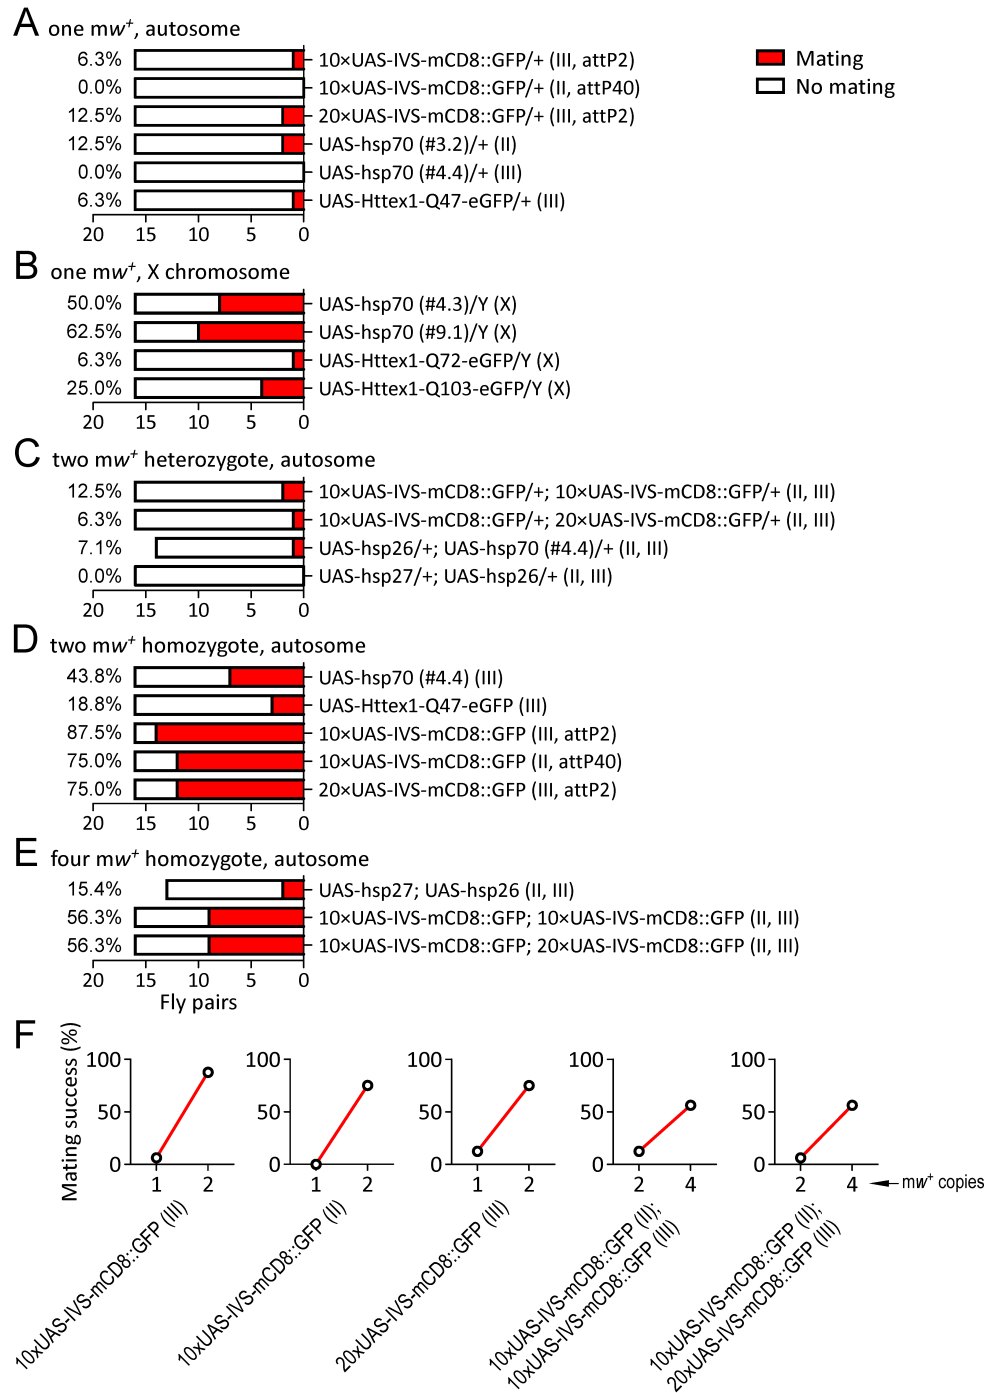 A one mw+, autosome
Mating
No mating
6.3% 10×UAS-IVS-mCD8::GFP/+ (III, attP2)
0.0% 10×UAS-IVS-mCD8::GFP/+ (II, attP40)
12.5% 20×UAS-IVS-mCD8::GFP/+ (III, attP2)
12.5% UAS-hsp70 (#3.2)/+ (II)
0.0% UAS-hsp70 (#4.4)/+ (III)
6.3% UAS-Httex1-Q47-eGFP/+ (III)
20 15 10 5 0
B one mw+, X chromosome
50.0% UAS-hsp70 (#4.3)/Y (X)
62.5% UAS-hsp70 (#9.1)/Y (X)
6.3% UAS-Httex1-Q72-eGFP/Y (X)
25.0% UAS-Httex1-Q103-eGFP/Y (X)
20 15 10 5 0
C two mw+ heterozygote, autosome
12.5% 10×UAS-IVS-mCD8::GFP/+; 10×UAS-IVS-mCD8::GFP/+ (II, III)
6.3% 10×UAS-IVS-mCD8::GFP/+; 20×UAS-IVS-mCD8::GFP/+ (II, III)
7.1% UAS-hsp26/+; UAS-hsp70 (#4.4)/+ (II, III)
0.0% UAS-hsp27/+; UAS-hsp26/+ (II, III)
20 15 10 5 0
D two mw+ homozygote, autosome
43.8% UAS-hsp70 (#4.4) (III)
18.8% UAS-Httex1-Q47-eGFP (III)
87.5% 10×UAS-IVS-mCD8::GFP (III, attP2)
75.0% 10×UAS-IVS-mCD8::GFP (II, attP40)
75.0% 20×UAS-IVS-mCD8::GFP (III, attP2)
20 15 10 5 0
E four mw+ homozygote, autosome
15.4% UAS-hsp27; UAS-hsp26 (II, III)
56.3% 10×UAS-IVS-mCD8::GFP; 10×UAS-IVS-mCD8::GFP (II, III)
56.3% 10×UAS-IVS-mCD8::GFP; 20×UAS-IVS-mCD8::GFP (II, III)
20 15 10 5 0
Fly pairs
F
Mating success (%)
100 100 100 100 100
50 50 50 50 50
0 0 0 0 0
1 2 1 2 1 2 2 4 2 4 mw+ copies
10xUAS-IVS-mCD8::GFP (III)
10xUAS-IVS-mCD8::GFP (II)
20xUAS-IVS-mCD8::GFP (III)
10xUAS-IVS-mCD8::GFP (II);
10xUAS-IVS-mCD8::GFP (III)
10xUAS-IVS-mCD8::GFP (II);
20xUAS-IVS-mCD8::GFP (III)